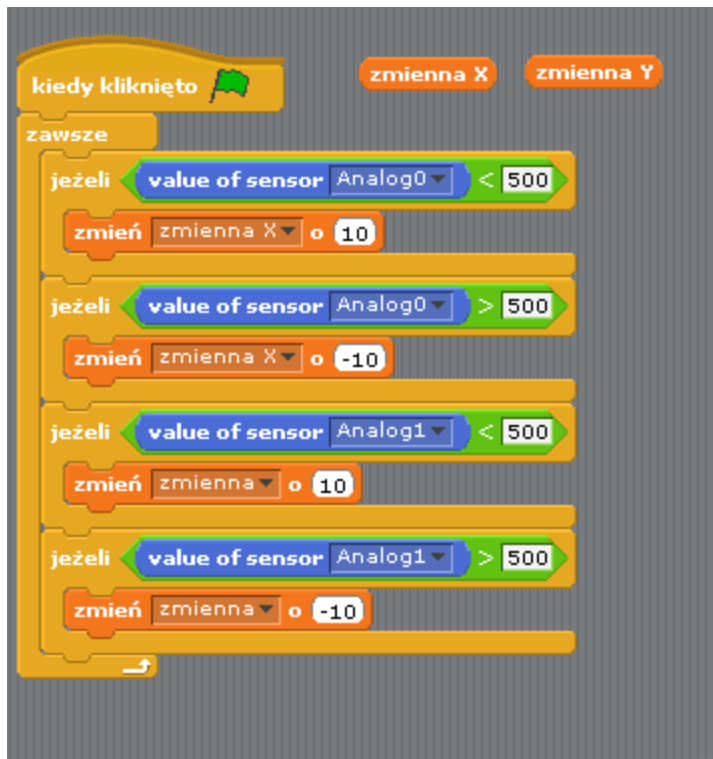 kiedy kliknięto
zmienna X
zmienna Y
zawsze
jeżeli value of sensor Analog0 < 500
zmień zmienna X o 10
jeżeli value of sensor Analog0 > 500
zmień zmienna X o -10
jeżeli value of sensor Analog1 < 500
zmień zmienna o 10
jeżeli value of sensor Analog1 > 500
zmień zmienna o -10